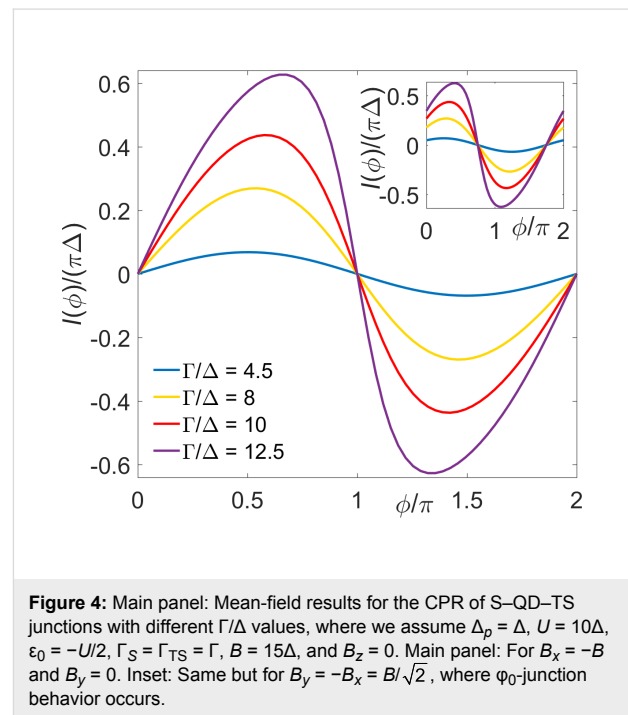 0.6
0.4
0.2
0
-0.2
-0.4
-0.6
I(ϕ)/(πΔ)
0
0.5
1
1.5
2
ϕ/π
Γ/Δ = 4.5
Γ/Δ = 8
Γ/Δ = 10
Γ/Δ = 12.5
0.5
0
-0.5
I(ϕ)/(πΔ)
0
1
2
ϕ/π
Figure 4: Main panel: Mean-field results for the CPR of S–QD–TS
junctions with different Γ/Δ values, where we assume Δp = Δ, U = 10Δ,
ε0 = −U/2, ΓS = ΓTS = Γ, B = 15Δ, and Bz = 0. Main panel: For Bx = −B
and By = 0. Inset: Same but for By = −Bx = B/√2, where φ0-junction
behavior occurs.